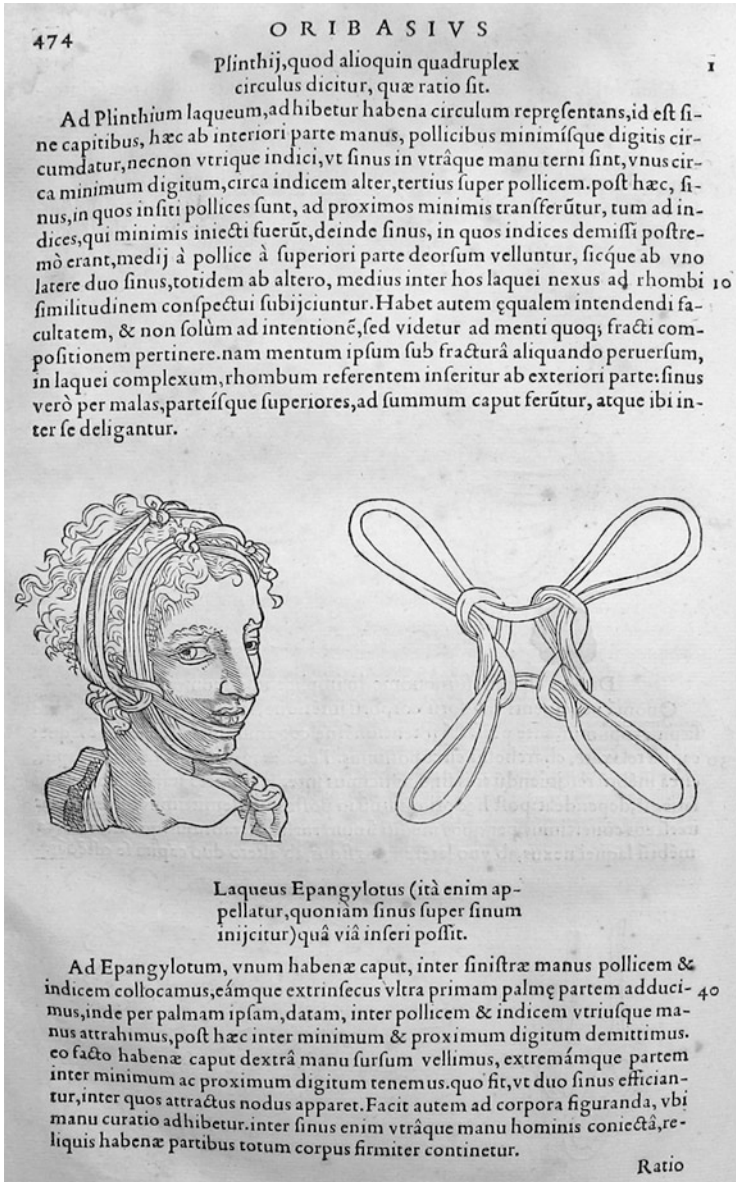 474
ORIBASIVS
Plinthij,quod alioquin quadruplex 1
circulus dicitur, quæ ratio ſit.
Ad Plinthium laqueum,adhibetur habena circulum repręſentans,id eſt ſi-
ne capitibus, hæc ab interiori parte manus, pollicibus minimíſque digitis cir-
cumdatur,necnon vtrique indici,vt ſinus in vtrâque manu terni ſint,vnus cir-
ca minimum digitum,circa indicem alter,tertius ſuper pollicem.poſt hæc, ſi-
nus,in quos inſiti pollices ſunt, ad proximos minimis transferũtur, tum ad in-
dices,qui minimis iniecti fuerũt,deinde ſinus, in quos indices demiſſi poſtre-
mò erant,medij à pollice à ſuperiori parte deorſum velluntur, ſicq́ue ab vno
latere duo ſinus,totidem ab altero, medius inter hos laquei nexus ad rhombi 10
ſimilitudinem conſpectui ſubijciuntur.Habet autem ęqualem intendendi fa-
cultatem, & non ſolùm ad intentionẽ,ſed videtur ad menti quoq; fracti com-
poſitionem pertinere.nam mentum ipſum ſub fracturâ aliquando peruerſum,
in laquei complexum,rhombum referentem inſeritur ab exteriori parte:ſinus
verò per malas,parteíſque ſuperiores,ad ſummum caput ferũtur, atque ibi in-
ter ſe deligantur.
Laqueus Epangylotus (ità enim ap-
pellatur,quoniàm ſinus ſuper ſinum
inijcitur)quâ viâ inſeri poſſit.
Ad Epangylotum, vnum habenæ caput, inter ſiniſtræ manus pollicem &
indicem collocamus,eámque extrinſecus vltra primam palmę partem adduci- 40
mus,inde per palmam ipſam,datam, inter pollicem & indicem vtriuſque ma-
nus attrahimus,poſt hæc inter minimum & proximum digitum demittimus.
eo facto habenæ caput dextrâ manu ſurſum vellimus, extremámque partem
inter minimum ac proximum digitum tenemus.quo fit,vt duo ſinus effician-
tur,inter quos attractus nodus apparet.Facit autem ad corpora figuranda, vbi
manu curatio adhibetur.inter ſinus enim vtrâque manu hominis coniectâ,re-
liquis habenæ partibus totum corpus firmiter continetur.
Ratio